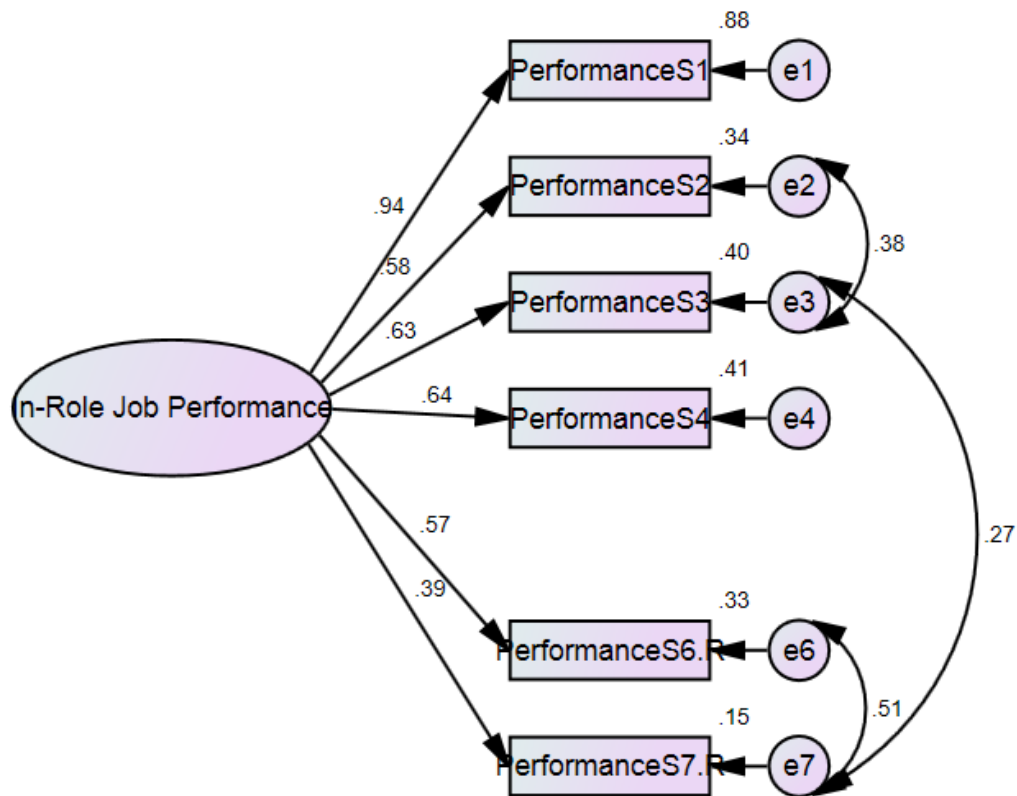 .88
PerformanceS1
e1
.34
.94
PerformanceS2
e2
.58
.40
.38
.63
PerformanceS3
e3
.41
n-Role Job Performance
.64
PerformanceS4
e4
.57
.27
.39
.33
PerformanceS6.R
e6
.15
.51
PerformanceS7.R
e7